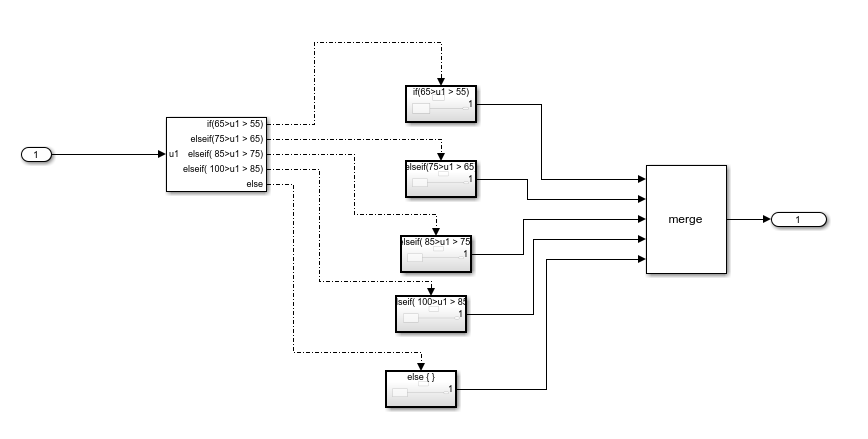 1
u1
if(65>u1 > 55)
elseif(75>u1 > 65)
elseif( 85>u1 > 75)
elseif( 100>u1 > 85)
else
if(65>u1 > 55)
1
elseif(75>u1 > 65
1
elseif( 85>u1 > 75
1
lseif( 100>u1 > 85
1
else { }
1
merge
1